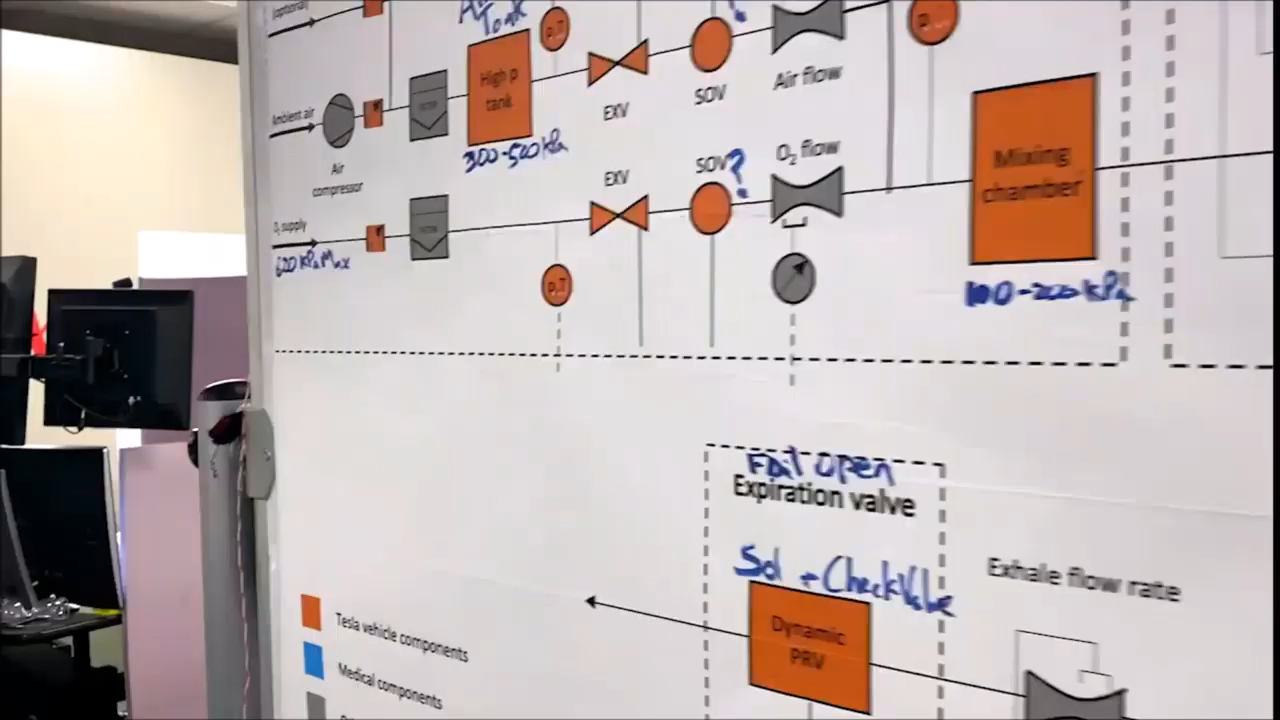 (optional)
Air
Tank
p,T
Ambient air
High p
tank
EXV
SOV
?
Air flow
Air
compressor
300-500 kPa
EXV
SOV?
O₂ flow
Mixing
chamber
O₂ supply
620 kPa Max
p,T
100-200 kPa
Fail open
Expiration valve
Sol + Check Valve
Exhale flow rate
Dynamic
PRV
Tesla vehicle components
Medical components